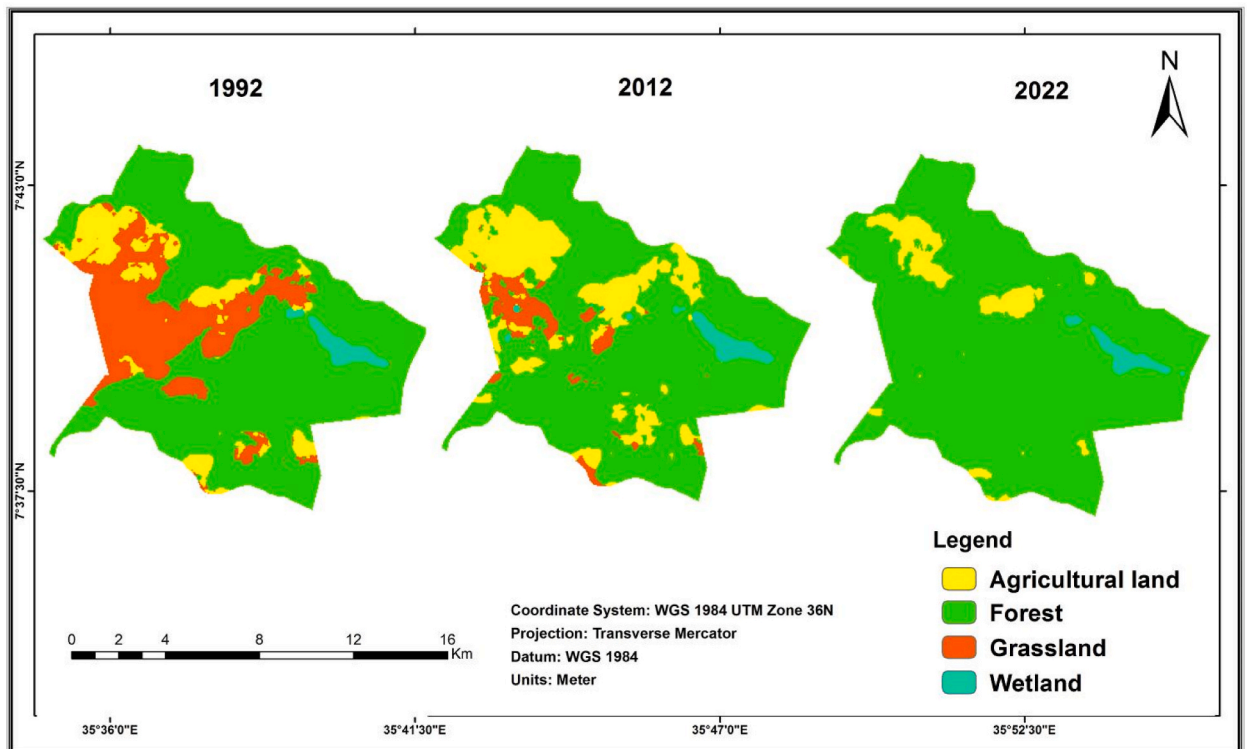 1992
2012
2022
N
7°43'0"N
7°37'30"N
Legend
Agricultural land
Forest
Grassland
Wetland
Coordinate System: WGS 1984 UTM Zone 36N
Projection: Transverse Mercator
Datum: WGS 1984
Units: Meter
0 2 4 8 12 16
Km
35°36'0"E 35°41'30"E 35°47'0"E 35°52'30"E